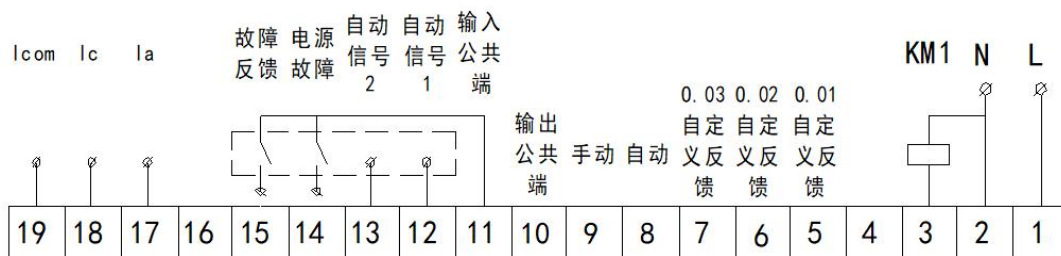 Icom
Ic
Ia
故障
反馈
电源
故障
自动
信号
2
自动
信号
1
输入
公共
端
输出
公共
端
手动
自动
0.03
自定
义反
馈
0.02
自定
义反
馈
0.01
自定
义反
馈
KM1
N
L
19 18 17 16 15 14 13 12 11 10 9 8 7 6 5 4 3 2 1